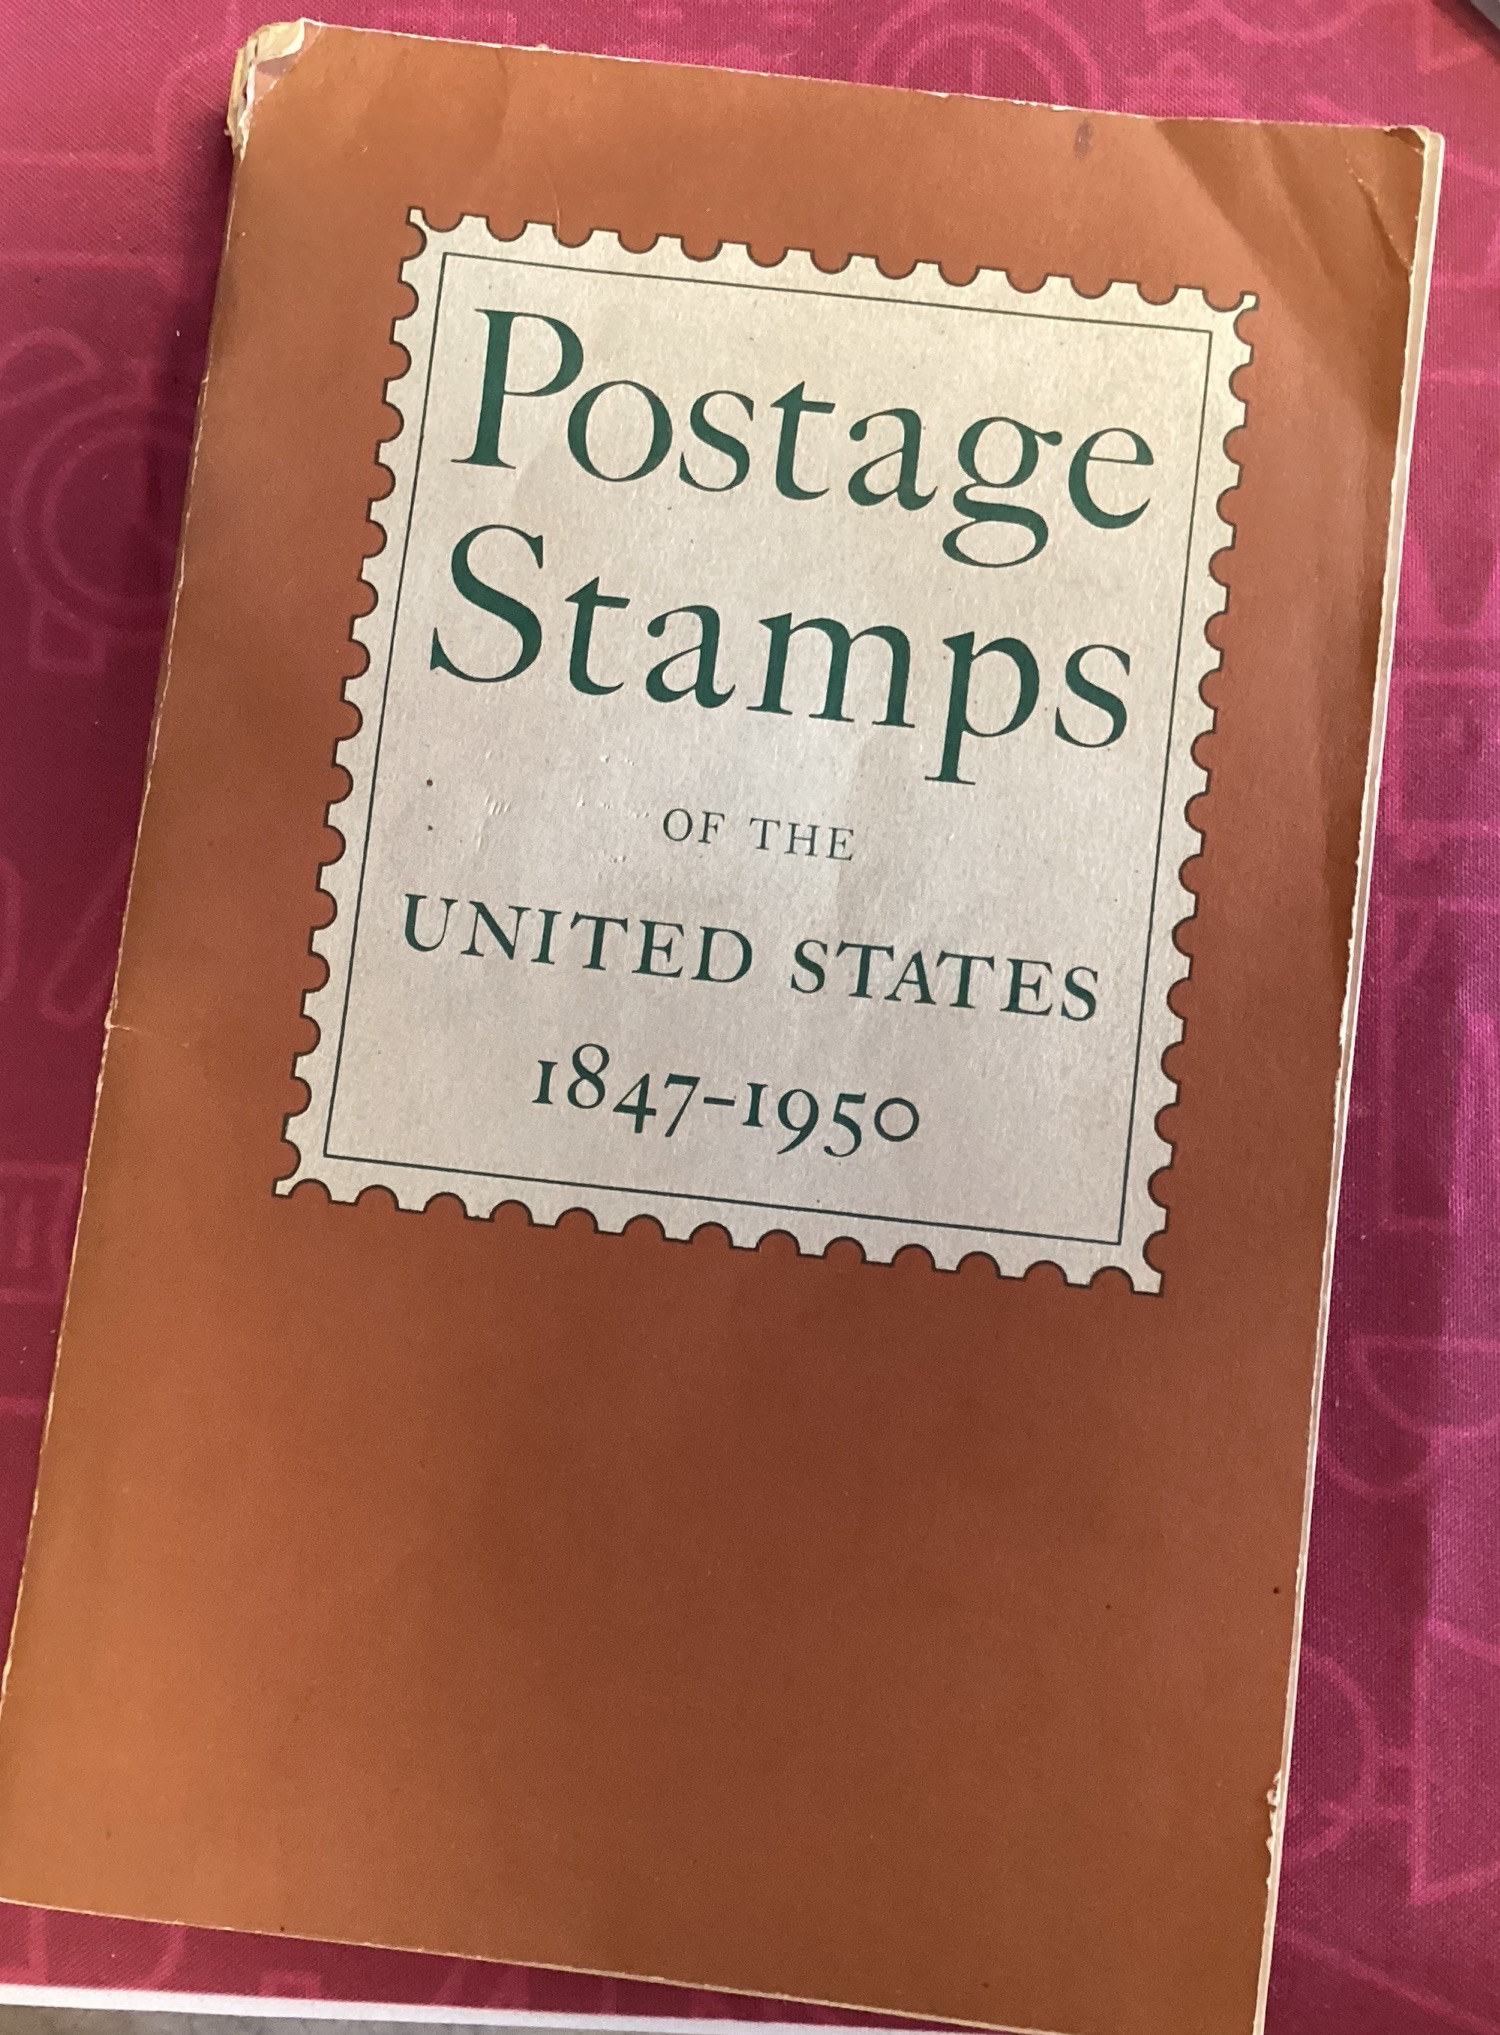 Postage
Stamps
OF THE
UNITED STATES
1847-1950